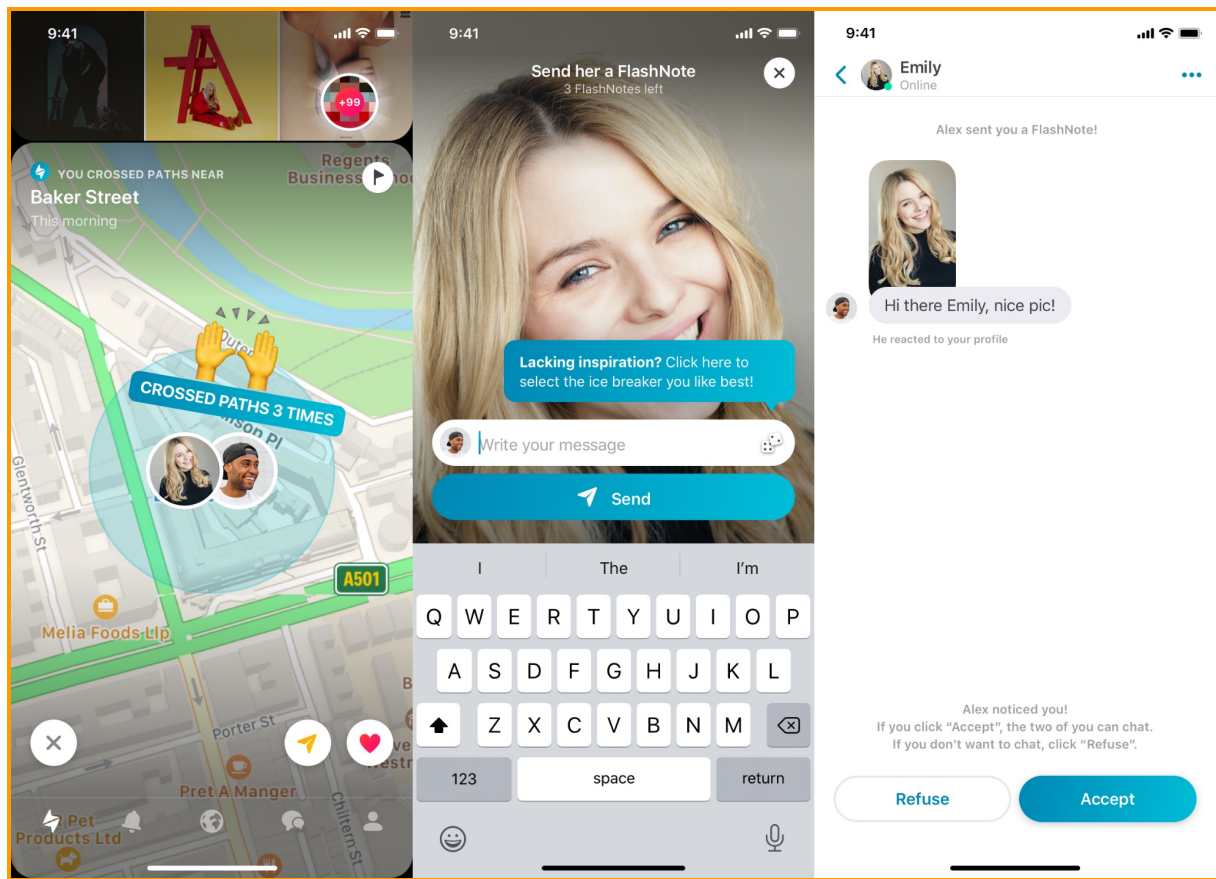 9:41
+99
Regents
Business
YOU CROSSED PATHS NEAR
Baker Street
This morning
Outer
CROSSED PATHS 3 TIMES
Glentworth St
A501
Melia Foods Llp
Porter St
Pret A Manger
Chiltern St
Pet
Products Ltd
9:41
Send her a FlashNote
3 FlashNotes left
Lacking inspiration? Click here to
select the ice breaker you like best!
Write your message
Send
I The I'm
Q W E R T Y U I O P
A S D F G H J K L
Z X C V B N M
123 space return
9:41
Emily
Online
Alex sent you a FlashNote!
Hi there Emily, nice pic!
He reacted to your profile
Alex noticed you!
If you click “Accept”, the two of you can chat.
If you don't want to chat, click “Refuse”.
Refuse Accept